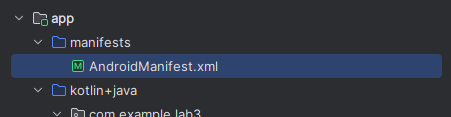 app
manifests
AndroidManifest.xml
kotlin+java
com.example.lab3